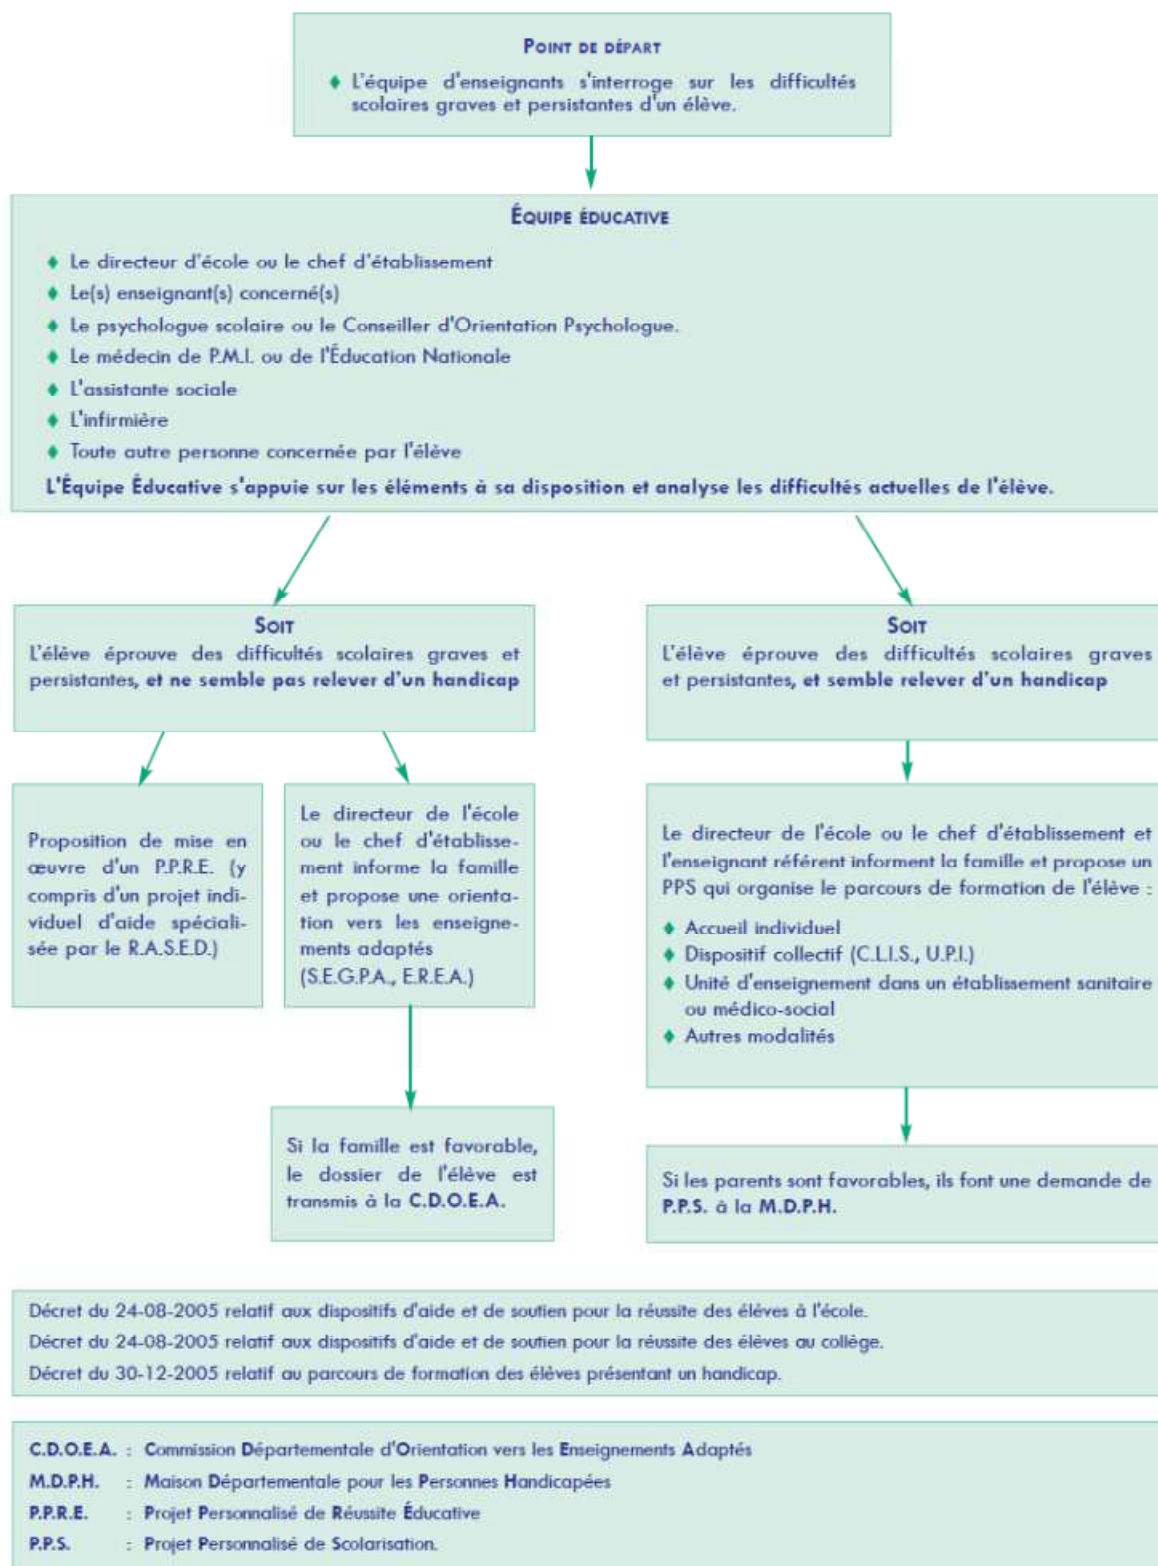 POINT DE DÉPART
♦ L'équipe d'enseignants s'interroge sur les difficultés
scolaires graves et persistantes d'un élève.
ÉQUIPE ÉDUCATIVE
♦ Le directeur d'école ou le chef d'établissement
♦ Le(s) enseignant(s) concerné(s)
♦ Le psychologue scolaire ou le Conseiller d'Orientation Psychologue.
♦ Le médecin de P.M.I. ou de l'Éducation Nationale
♦ L'assistante sociale
♦ L'infirmière
♦ Toute autre personne concernée par l'élève
L'Équipe Éducative s'appuie sur les éléments à sa disposition et analyse les difficultés actuelles de l'élève.
SOIT
L'élève éprouve des difficultés scolaires graves et
persistantes, et ne semble pas relever d'un handicap
SOIT
L'élève éprouve des difficultés scolaires graves
et persistantes, et semble relever d'un handicap
Proposition de mise en
œuvre d'un P.P.R.E. (y
compris d'un projet indi-
viduel d'aide spéciali-
sée par le R.A.S.E.D.)
Le directeur de l'école
ou le chef d'établisse-
ment informe la famille
et propose une orienta-
tion vers les enseigne-
ments adaptés
(S.E.G.P.A., E.R.E.A.)
Le directeur de l'école ou le chef d'établissement et
l'enseignant référent informent la famille et propose un
PPS qui organise le parcours de formation de l'élève :
♦ Accueil individuel
♦ Dispositif collectif (C.L.I.S., U.P.I.)
♦ Unité d'enseignement dans un établissement sanitaire
ou médico-social
♦ Autres modalités
Si la famille est favorable,
le dossier de l'élève est
transmis à la C.D.O.E.A.
Si les parents sont favorables, ils font une demande de
P.P.S. à la M.D.P.H.
Décret du 24-08-2005 relatif aux dispositifs d'aide et de soutien pour la réussite des élèves à l'école.
Décret du 24-08-2005 relatif aux dispositifs d'aide et de soutien pour la réussite des élèves au collège.
Décret du 30-12-2005 relatif au parcours de formation des élèves présentant un handicap.
C.D.O.E.A. : Commission Départementale d'Orientation vers les Enseignements Adaptés
M.D.P.H. : Maison Départementale pour les Personnes Handicapées
P.P.R.E. : Projet Personnalisé de Réussite Éducative
P.P.S. : Projet Personnalisé de Scolarisation.